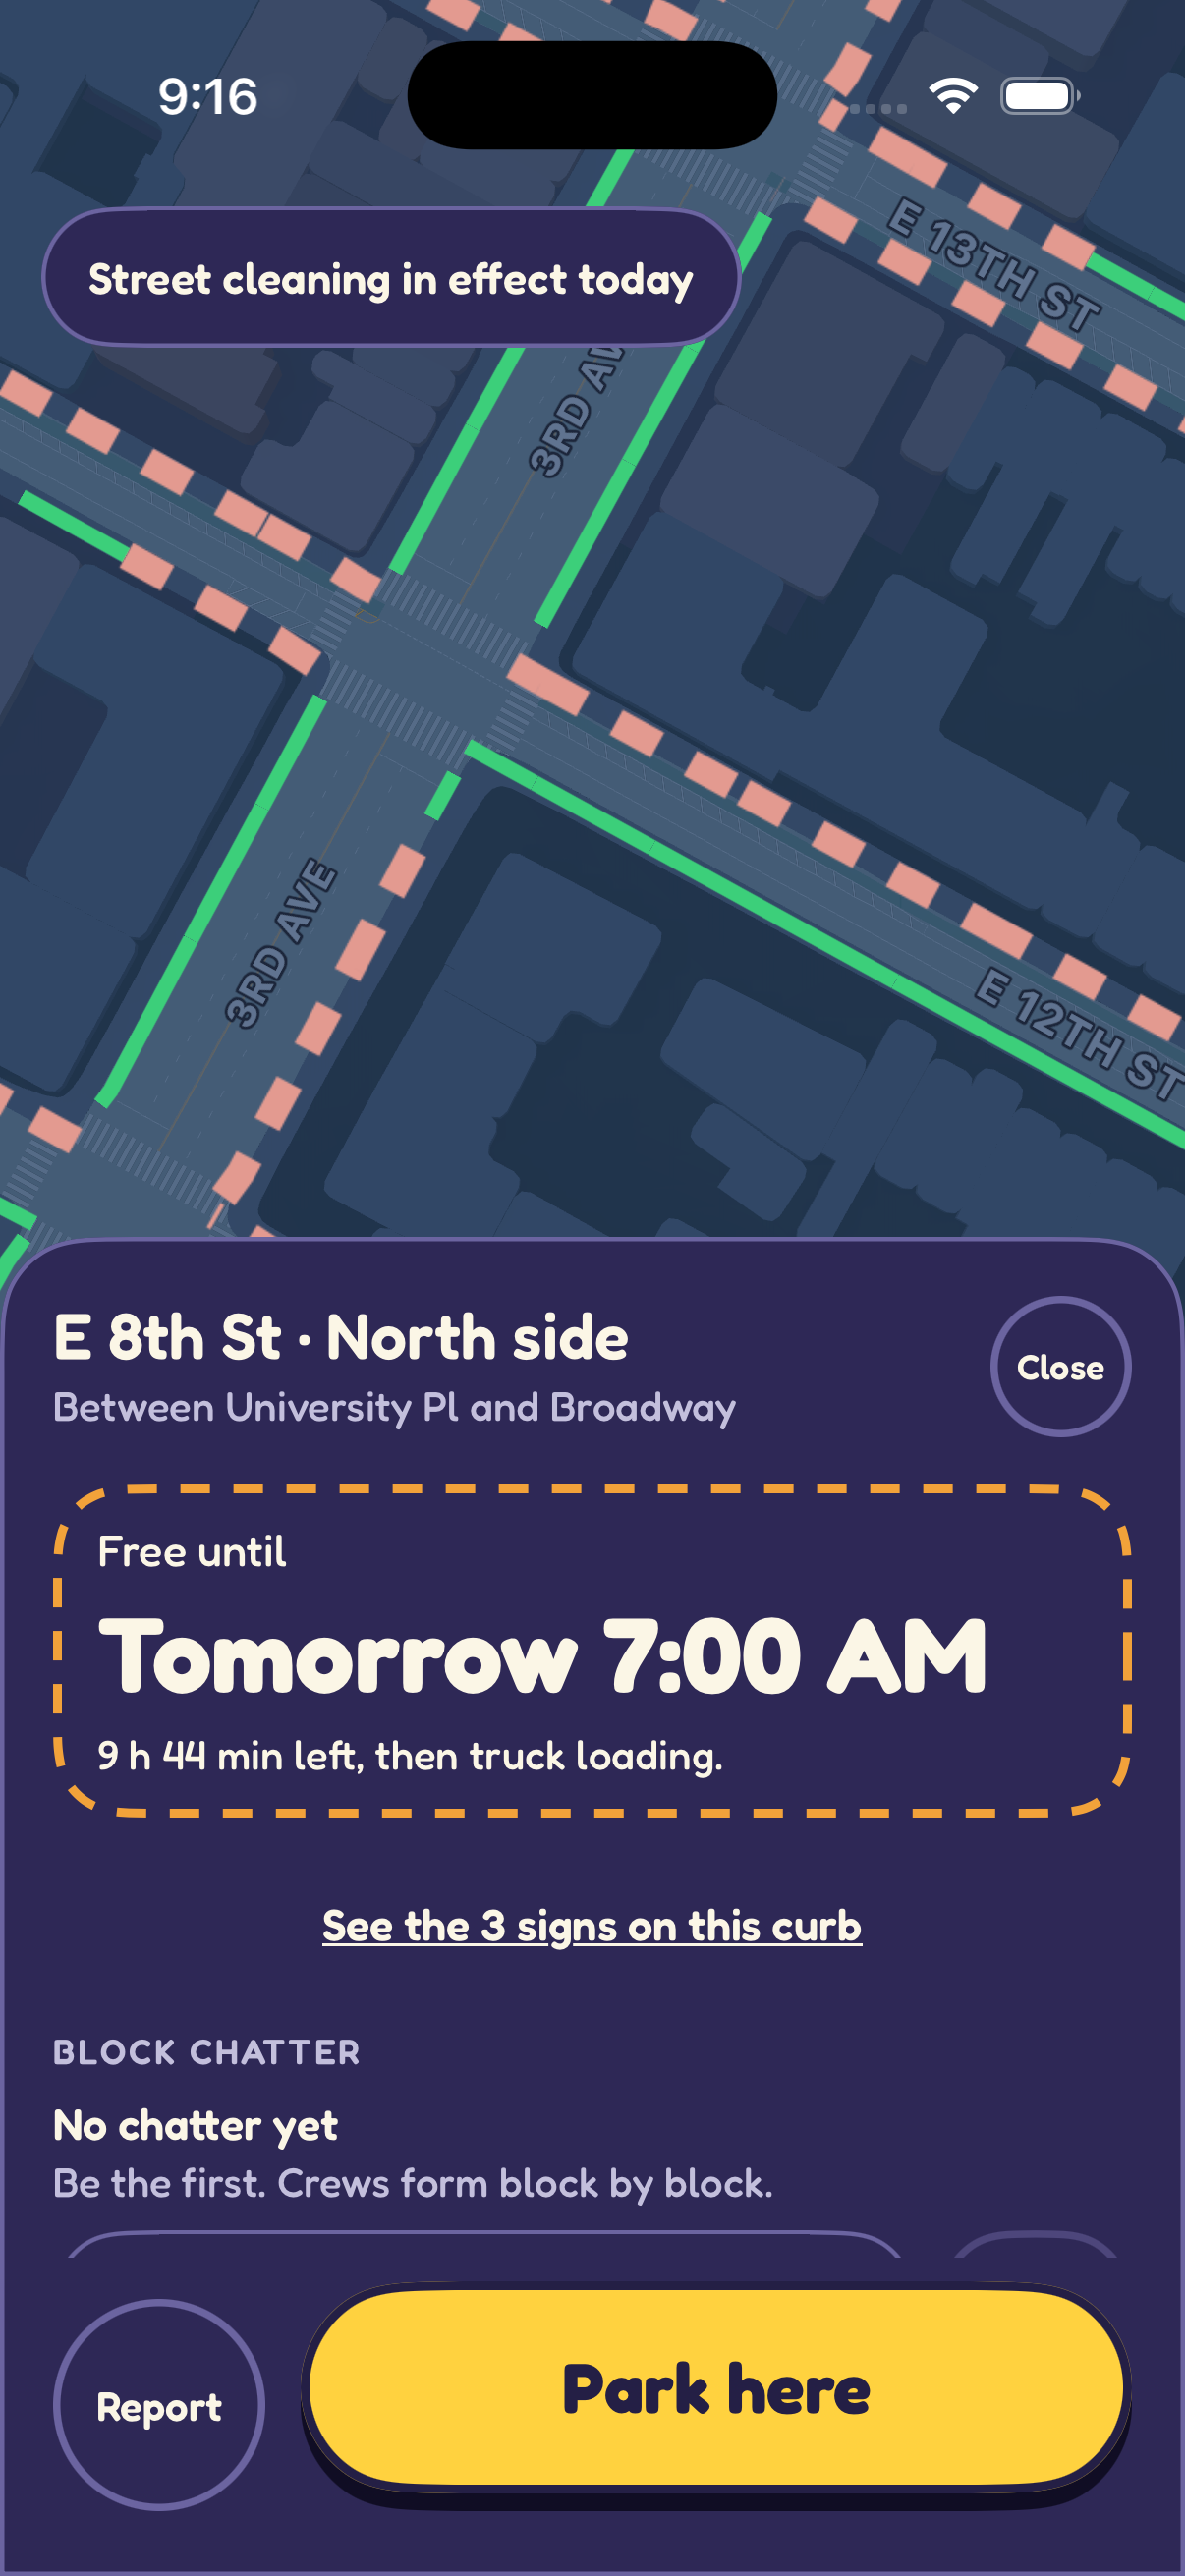 9:16
E 13TH ST
Street cleaning in effect today
3RD AV
3RD AVE
E 12TH ST
E 8th St · North side
Close
Between University Pl and Broadway
Free until
Tomorrow 7:00 AM
9 h 44 min left, then truck loading.
See the 3 signs on this curb
BLOCK CHATTER
No chatter yet
Be the first. Crews form block by block.
Report
Park here